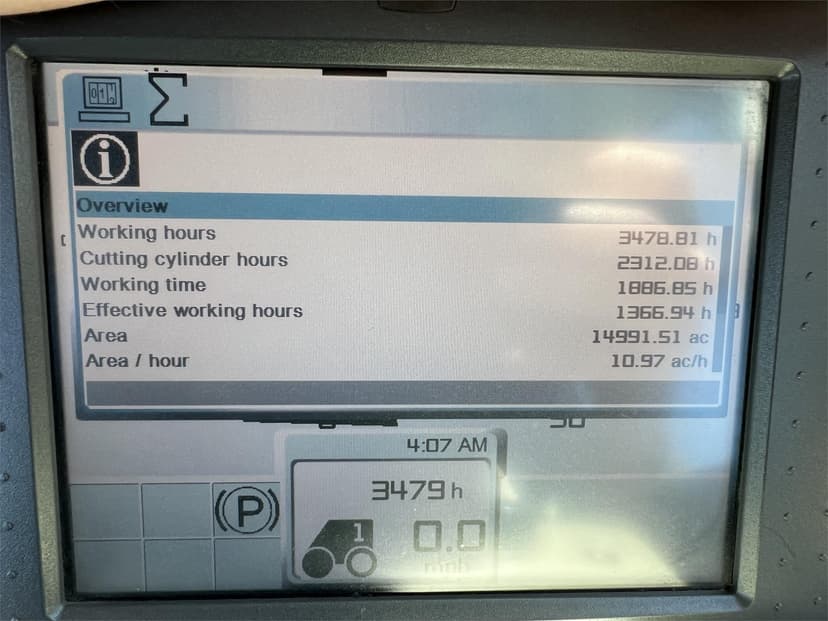 Overview
Working hours 3478.81 h
Cutting cylinder hours 2312.08 h
Working time 1886.85 h
Effective working hours 1366.94 h
Area 14991.51 ac
Area / hour 10.97 ac/h
4:07 AM
3479 h
P
1
0.0
mph